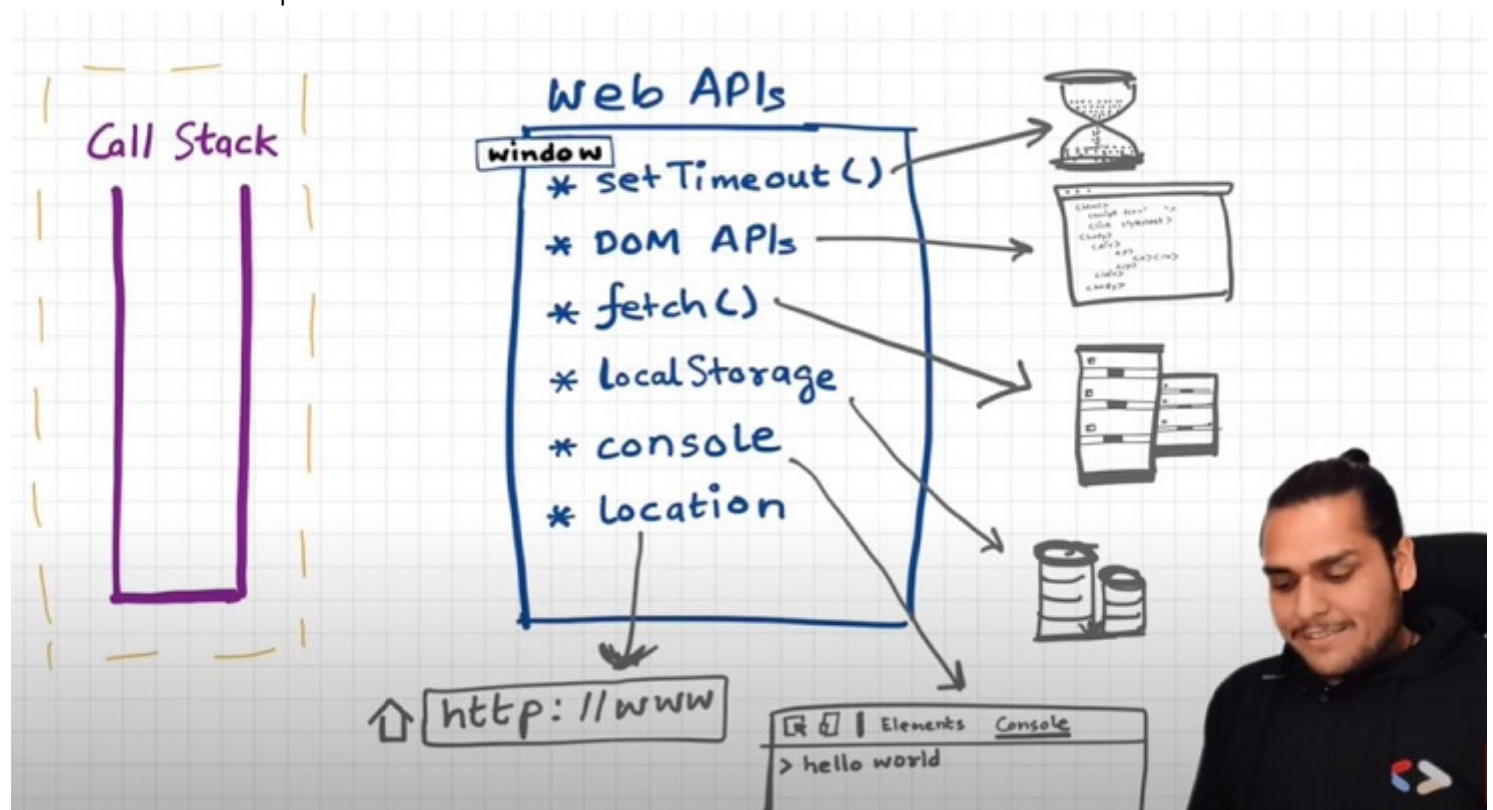 Call Stack
Web APIs
window
* setTimeout()
* DOM APIs
* fetch()
* localStorage
* console
* location
http://www
Elements Console
> hello world